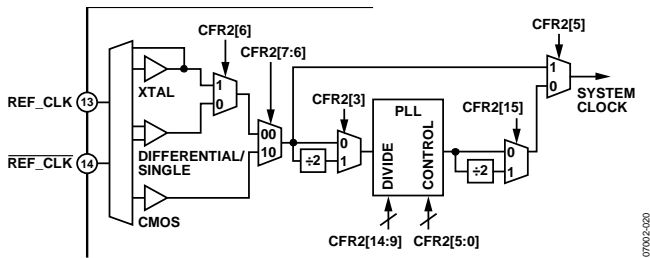 CFR2[6]
CFR2[7:6]
CFR2[5]
1
0
SYSTEM
CLOCK
REF_CLK 13
XTAL
1
0
CFR2[3]
PLL
CFR2[15]
00
10
0
1
÷2
DIVIDE
CONTROL
0
1
÷2
REF_CLK 14
DIFFERENTIAL/
SINGLE
CMOS
CFR2[14:9]
CFR2[5:0]
07002-020